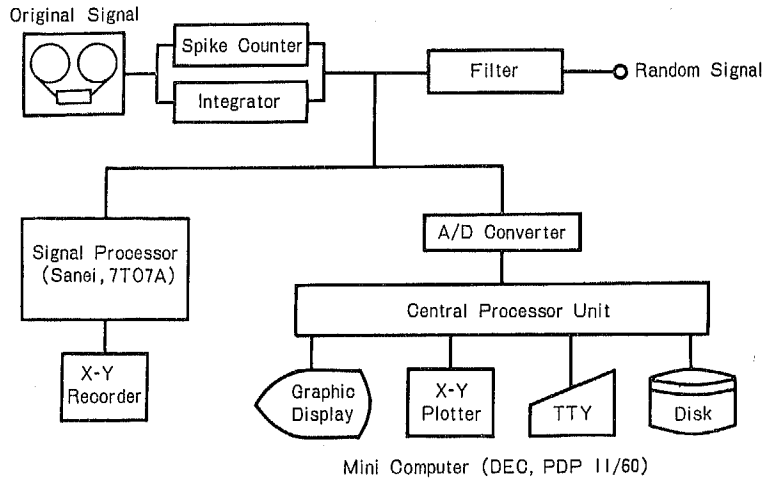 Original Signal
Spike Counter
Integrator
Filter
Random Signal
Signal Processor
(Sanei, 7T07A)
A/D Converter
Central Processor Unit
X-Y
Recorder
Graphic
Display
X-Y
Plotter
TTY
Disk
Mini Computer (DEC, PDP 11/60)